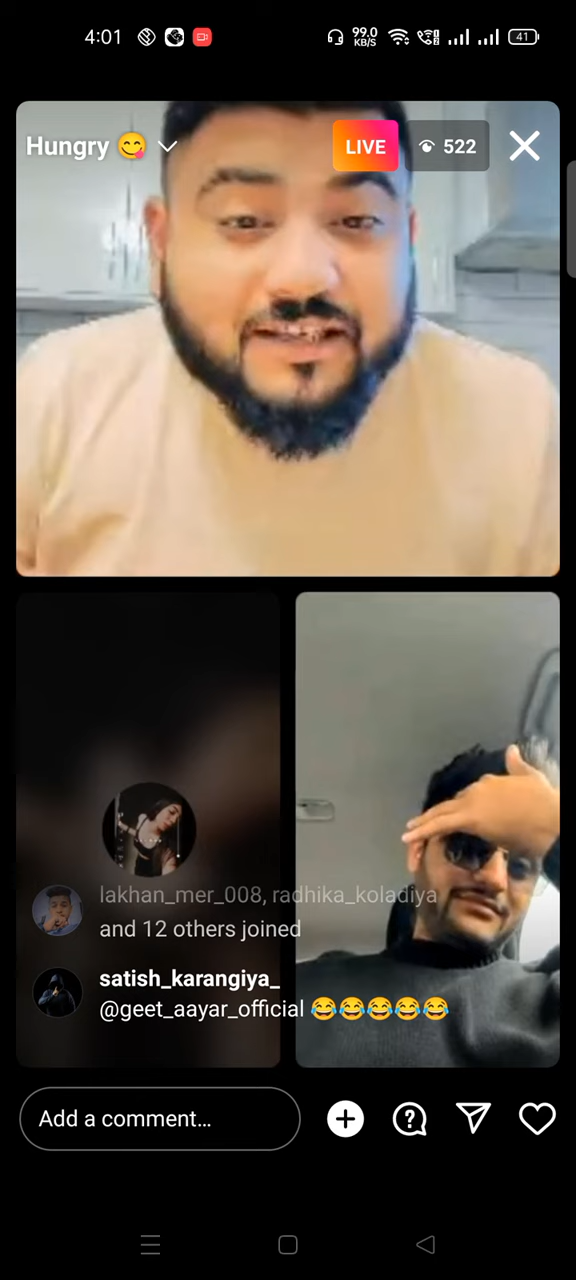 4:01 99.0 KB/S 41
Hungry 😋 LIVE 522
lakhan_mer_008, radhika_koladiya
and 12 others joined
satish_karangiya_
@geet_aayar_official 😂😂😂😂😂
Add a comment...